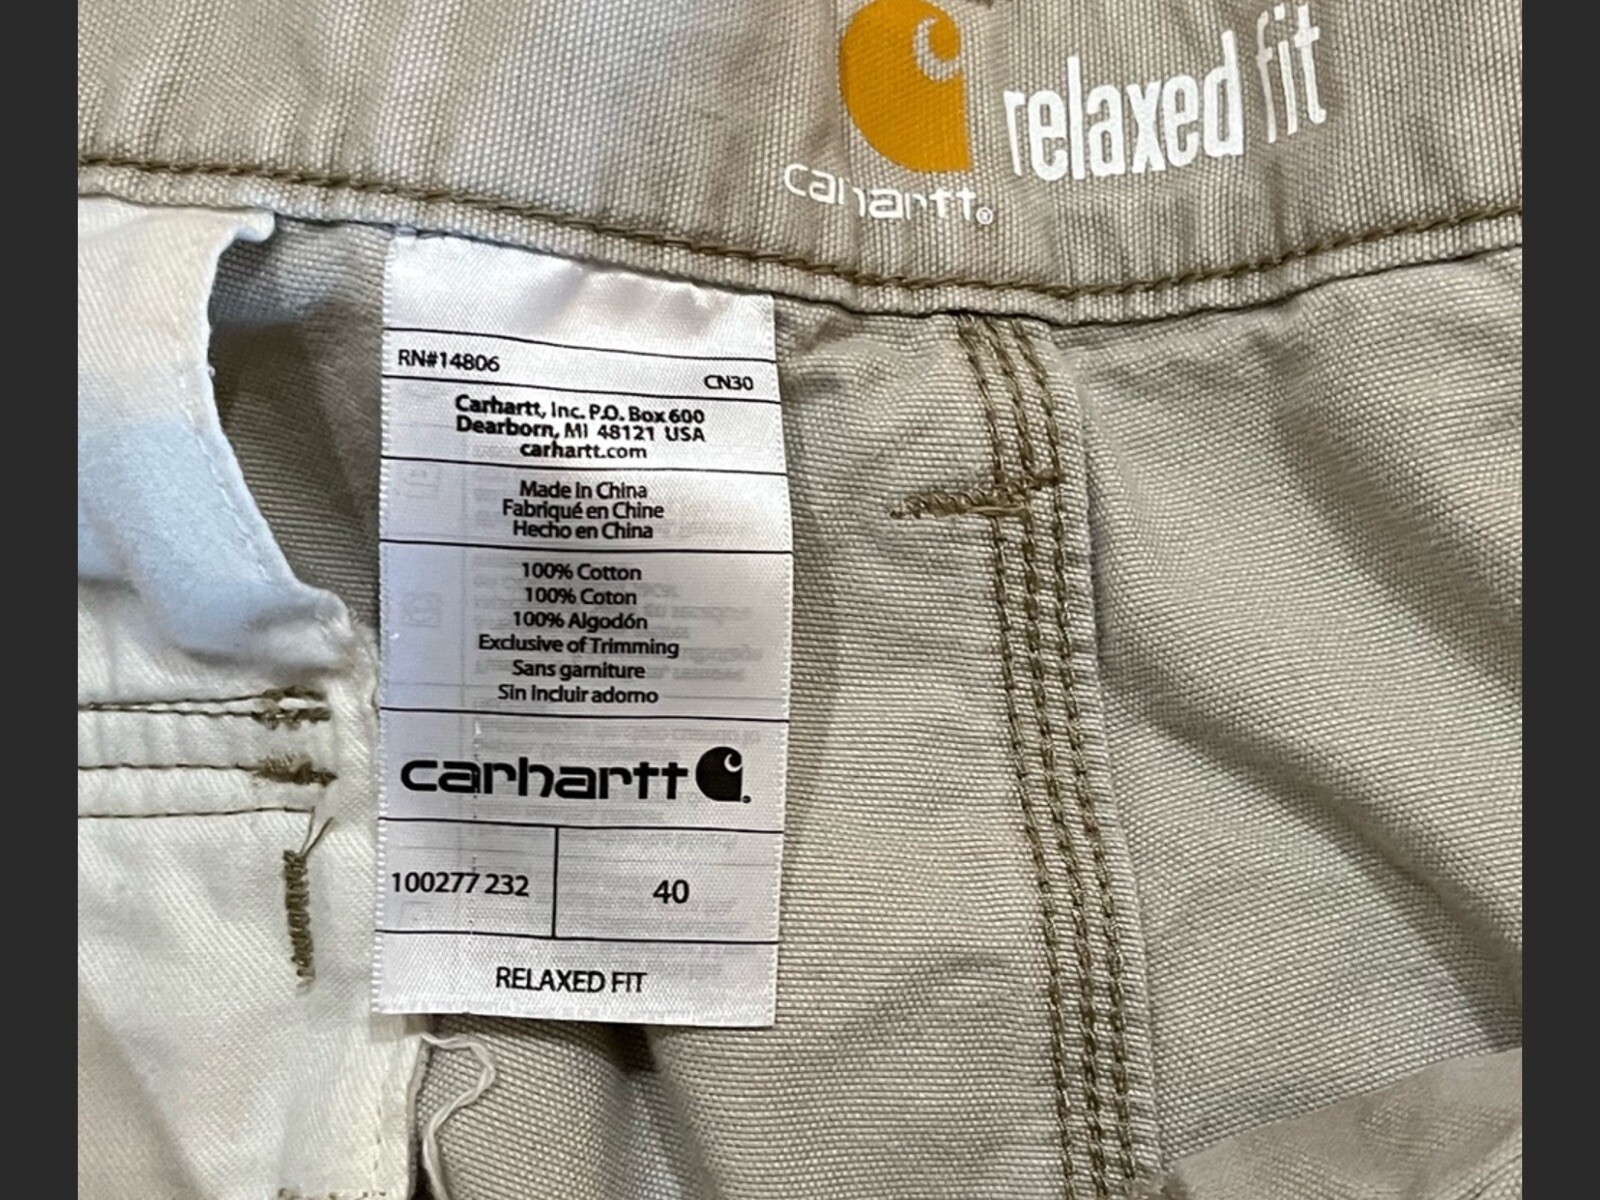 relaxed fit
carhartt®
RN#14806
CN30
Carhartt, Inc. P.O. Box 600
Dearborn, MI 48121 USA
carhartt.com
Made in China
Fabriqué en Chine
Hecho en China
100% Cotton
100% Coton
100% Algodón
Exclusive of Trimming
Sans garniture
Sin Incluir adorno
carhartt
100277 232
40
RELAXED FIT